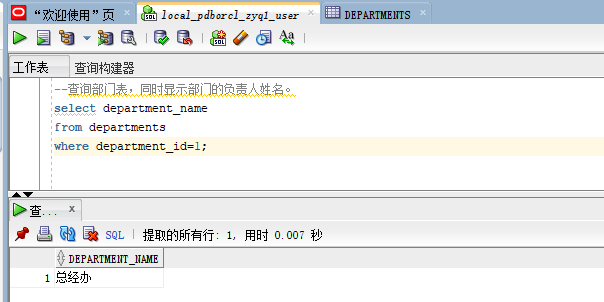 “欢迎使用”页 local_pdborcl_zyq1_user DEPARTMENTS
工作表 查询构建器
--查询部门表，同时显示部门的负责人姓名。
select department_name
from departments
where department_id=1;
查...
SQL 提取的所有行: 1, 用时 0.007 秒
DEPARTMENT_NAME
1 总经办